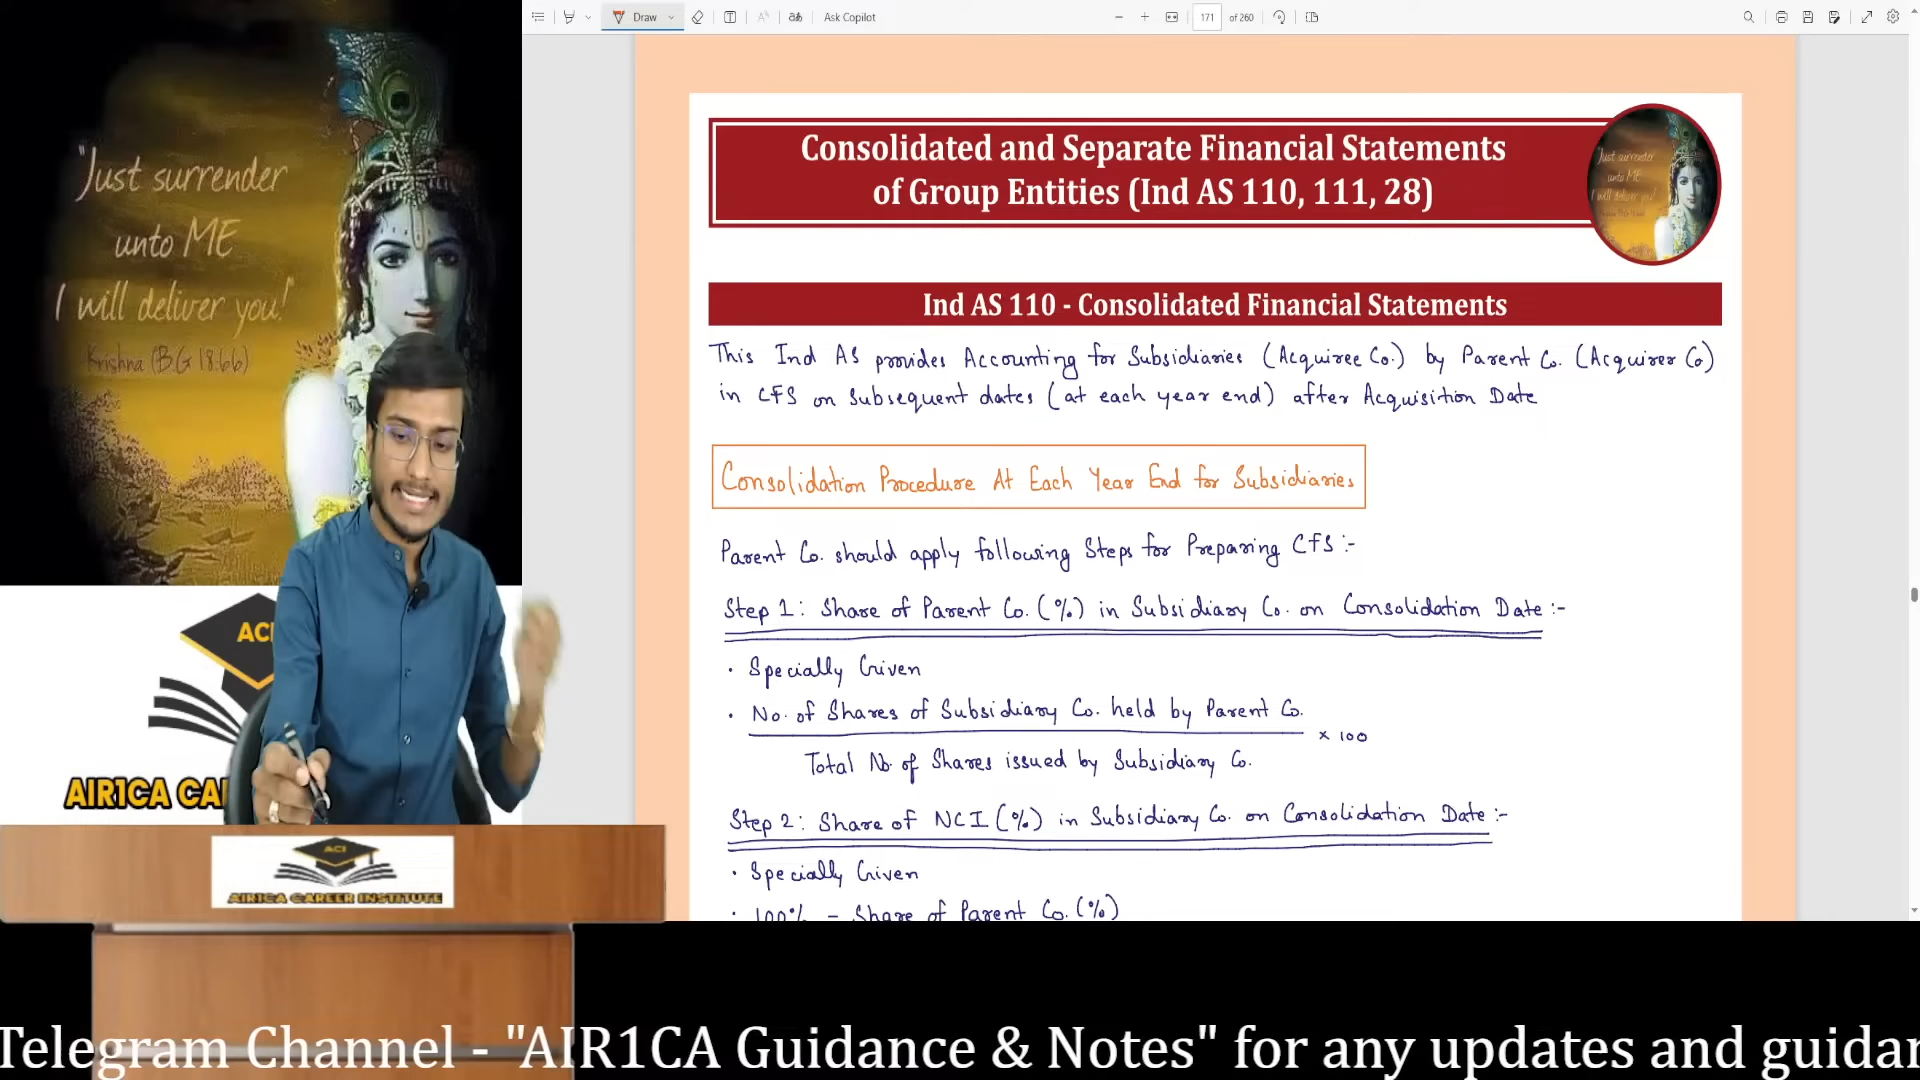 Draw
Ask Copilot
171 of 260
"Just surrender
unto ME
I will deliver you!"
Krishna (B.G 18:66)
Consolidated and Separate Financial Statements
of Group Entities (Ind AS 110, 111, 28)
Ind AS 110 - Consolidated Financial Statements
This Ind AS provides Accounting for Subsidiaries (Acquiree Co.) by Parent Co. (Acquirer Co)
in CFS on Subsequent dates (at each year end) after Acquisition Date
Consolidation Procedure At Each Year End for Subsidiaries
Parent Co. should apply following Steps for Preparing CFS :-
Step 1: Share of Parent Co. (%) in Subsidiary Co. on Consolidation Date :-
• Specially Given
• No. of Shares of Subsidiary Co. held by Parent Co.
× 100
Total No. of Shares issued by Subsidiary Co.
Step 2: Share of NCI (%) in Subsidiary Co. on Consolidation Date :-
• Specially Given
• 100% - Share of Parent Co. (%)
ACI
AIR1CA CA
ACI
AIR1CA CAREER INSTITUTE
Telegram Channel - "AIR1CA Guidance & Notes" for any updates and guidan